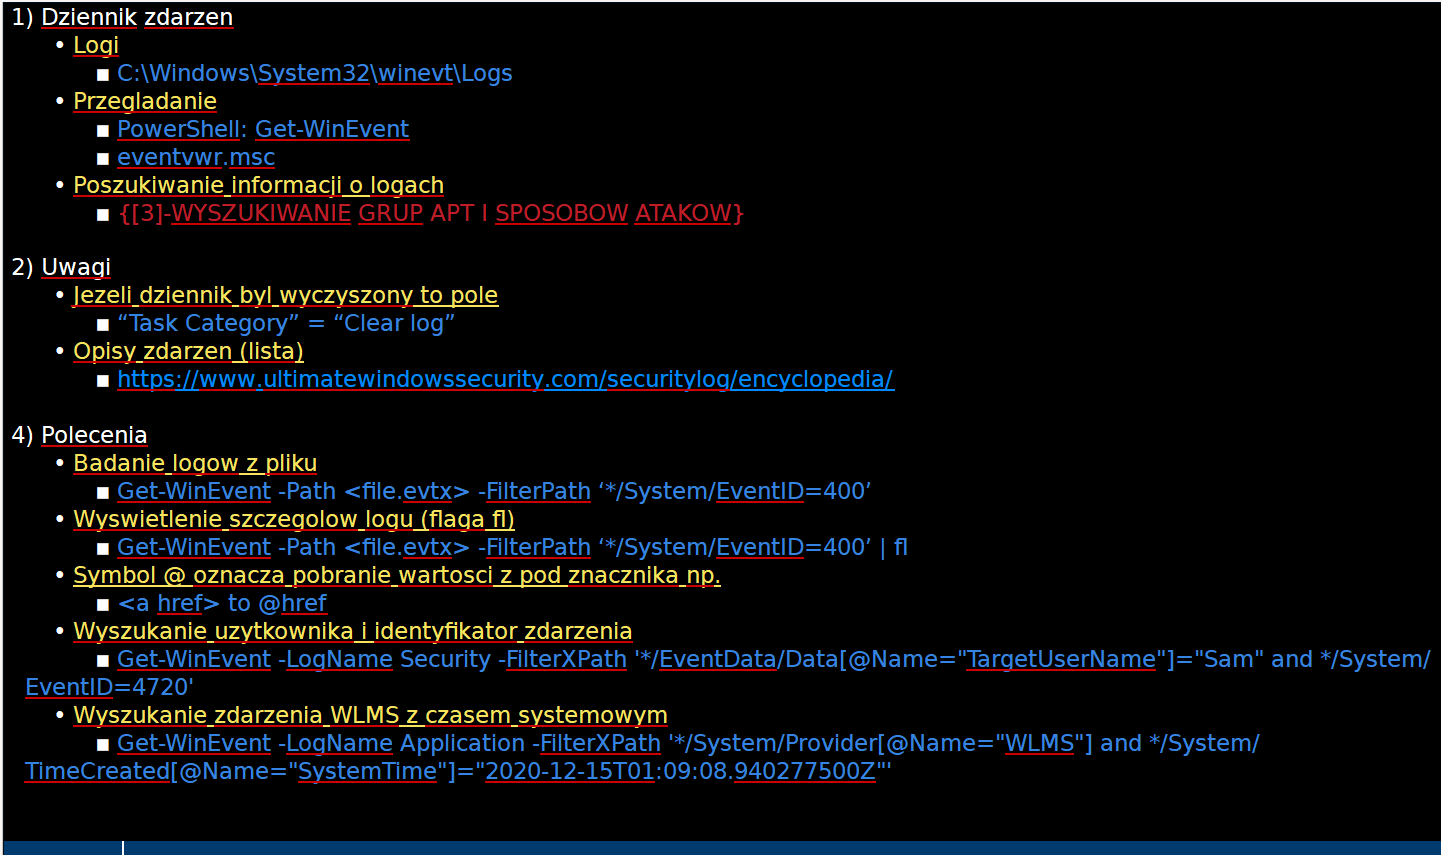 1) Dziennik zdarzen
• Logi
▪ C:\Windows\System32\winevt\Logs
• Przegladanie
▪ PowerShell: Get-WinEvent
▪ eventvwr.msc
• Poszukiwanie informacji o logach
▪ {[3]-WYSZUKIWANIE GRUP APT I SPOSOBOW ATAKOW}
2) Uwagi
• Jezeli dziennik byl wyczyszony to pole
▪ “Task Category” = “Clear log”
• Opisy zdarzen (lista)
▪ https://www.ultimatewindowssecurity.com/securitylog/encyclopedia/
4) Polecenia
• Badanie logow z pliku
▪ Get-WinEvent -Path <file.evtx> -FilterPath ‘*/System/EventID=400’
• Wyswietlenie szczegolow logu (flaga fl)
▪ Get-WinEvent -Path <file.evtx> -FilterPath ‘*/System/EventID=400’ | fl
• Symbol @ oznacza pobranie wartosci z pod znacznika np.
▪ <a href> to @href
• Wyszukanie uzytkownika i identyfikator zdarzenia
▪ Get-WinEvent -LogName Security -FilterXPath '*/EventData/Data[@Name="TargetUserName"]="Sam" and */System/
EventID=4720'
• Wyszukanie zdarzenia WLMS z czasem systemowym
▪ Get-WinEvent -LogName Application -FilterXPath '*/System/Provider[@Name="WLMS"] and */System/
TimeCreated[@Name="SystemTime"]="2020-12-15T01:09:08.940277500Z"'